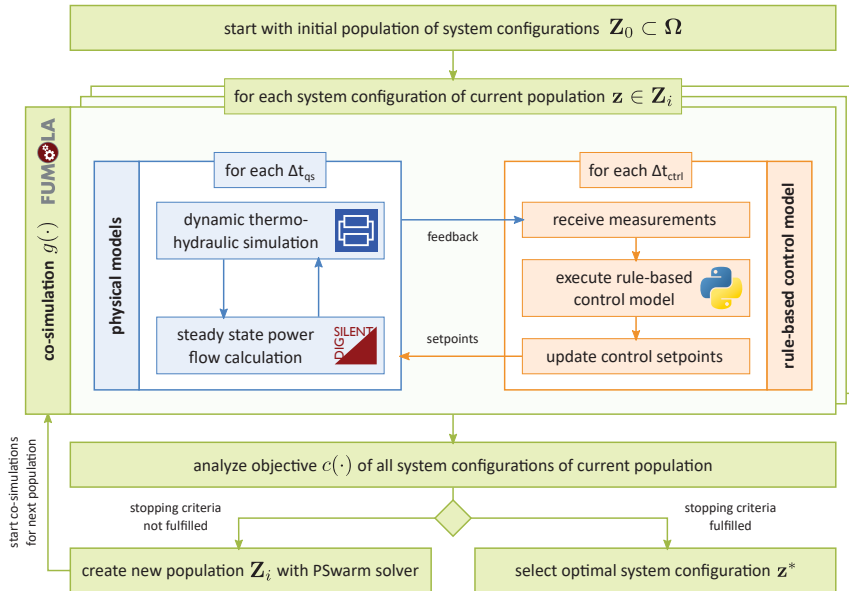 start with initial population of system configurations Z₀ ⊂ Ω
for each system configuration of current population z ∈ Zᵢ
FUMOLA
co-simulation g(·)
physical models
for each Δt_qs
dynamic thermo-
hydraulic simulation
steady state power
flow calculation
DIG
SILENT
feedback
setpoints
for each Δt_ctrl
receive measurements
execute rule-based
control model
update control setpoints
rule-based control model
analyze objective c(·) of all system configurations of current population
start co-simulations
for next population
stopping criteria
not fulfilled
stopping criteria
fulfilled
create new population Zᵢ with PSwarm solver
select optimal system configuration z*